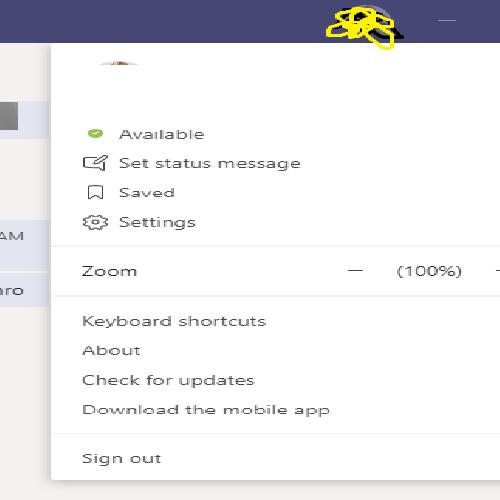 Available
Set status message
Saved
Settings
AM
Zoom — (100%)
Keyboard shortcuts
About
Check for updates
Download the mobile app
Sign out